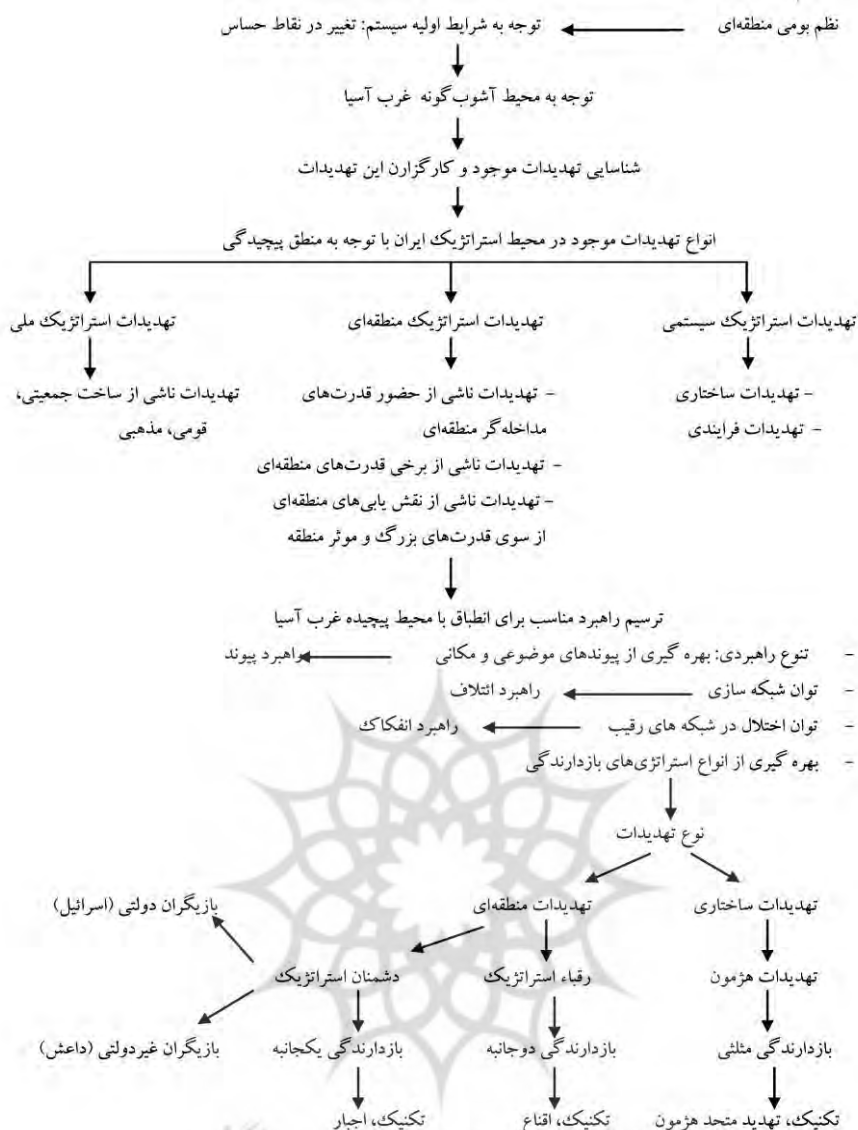 نظم بومی منطقه‌ای توجه به شرایط اولیه سیستم: تغییر در نقاط حساس
توجه به محیط آشوب‌گونه غرب آسیا
شناسایی تهدیدات موجود و کارگزارن این تهدیدات
انواع تهدیدات موجود در محیط استراتژیک ایران با توجه به منطق پیچیدگی
تهدیدات استراتژیک سیستمی تهدیدات استراتژیک منطقه‌ای تهدیدات استراتژیک ملی
- تهدیدات ساختاری
- تهدیدات فرایندی
- تهدیدات ناشی از حضور قدرت‌های
مداخله‌گر منطقه‌ای
- تهدیدات ناشی از برخی قدرت‌های منطقه‌ای
- تهدیدات ناشی از نقش یابی‌های منطقه‌ای
از سوی قدرت‌های بزرگ و موثر منطقه
تهدیدات ناشی از ساخت جمعیتی،
قومی، مذهبی
ترسیم راهبرد مناسب برای انطباق با محیط پیچیده غرب آسیا
- تنوع راهبردی: بهره گیری از پیوندهای موضوعی و مکانی راهبرد پیوند
- توان شبکه سازی راهبرد ائتلاف
- توان اختلال در شبکه های رقیب راهبرد انفکاک
- بهره گیری از انواع استراتژی‌های بازدارندگی
نوع تهدیدات
تهدیدات ساختاری تهدیدات منطقه‌ای بازیگران دولتی (اسرائیل)
تهدیدات هژمون رقباء استراتژیک دشمنان استراتژیک
بازدارندگی مثلثی بازدارندگی دوجانبه بازدارندگی یکجانبه بازیگران غیردولتی (داعش)
تکنیک، تهدید متحد هژمون تکنیک، اقناع تکنیک، اجبار